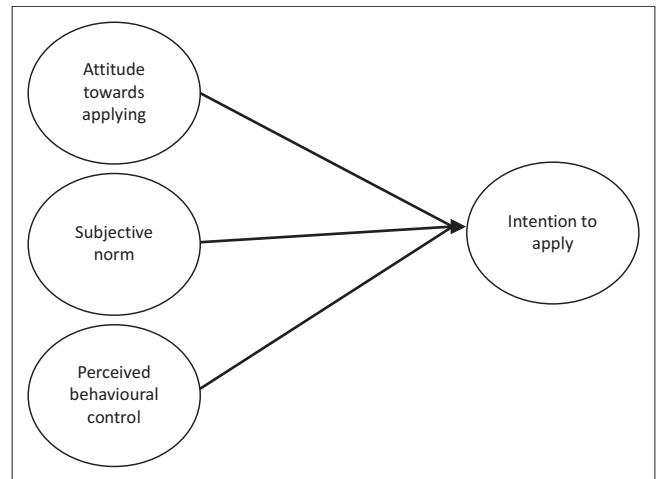 Attitude
towards
applying
Subjective
norm
Perceived
behavioural
control
Intention to
apply